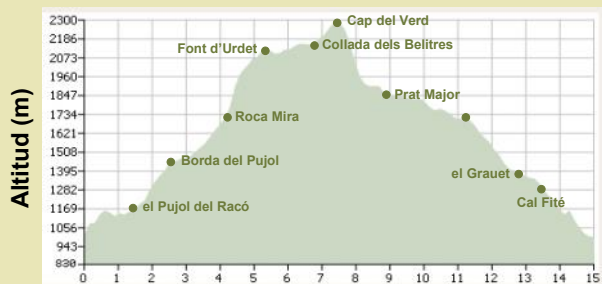 Altitud (m)
2300
2186
2073
1960
1847
1734
1621
1508
1395
1282
1169
1056
943
830
Cap del Verd
Font d’Urdet
Collada dels Belitres
Prat Major
Roca Mira
Borda del Pujol
el Grauet
el Pujol del Racó
Cal Fité
0 1 2 3 4 5 6 7 8 9 10 11 12 13 13 15